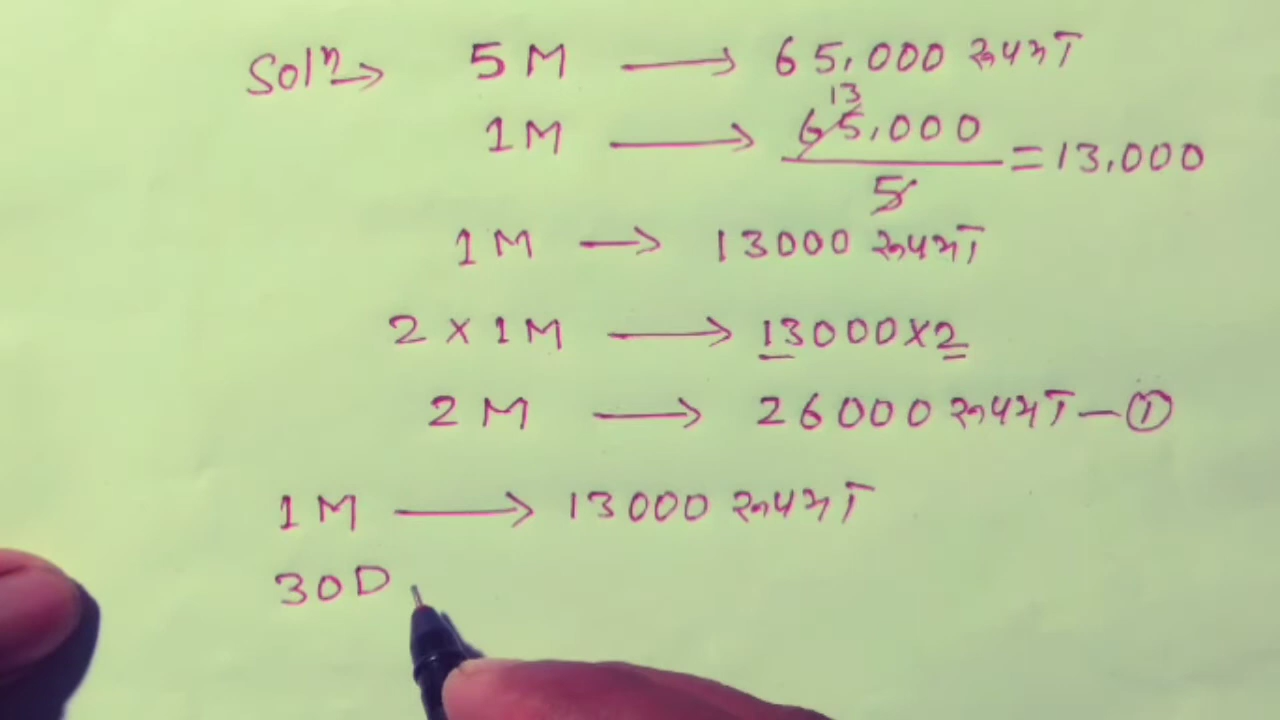 Solⁿ→ 5 M → 65,000 रुपया
13
1 M → 65,000 = 13,000
5
1 M → 13000 रुपया
2 × 1 M → 13000×2
2 M → 26000 रुपया — ①
1 M → 13000 रुपया
30D